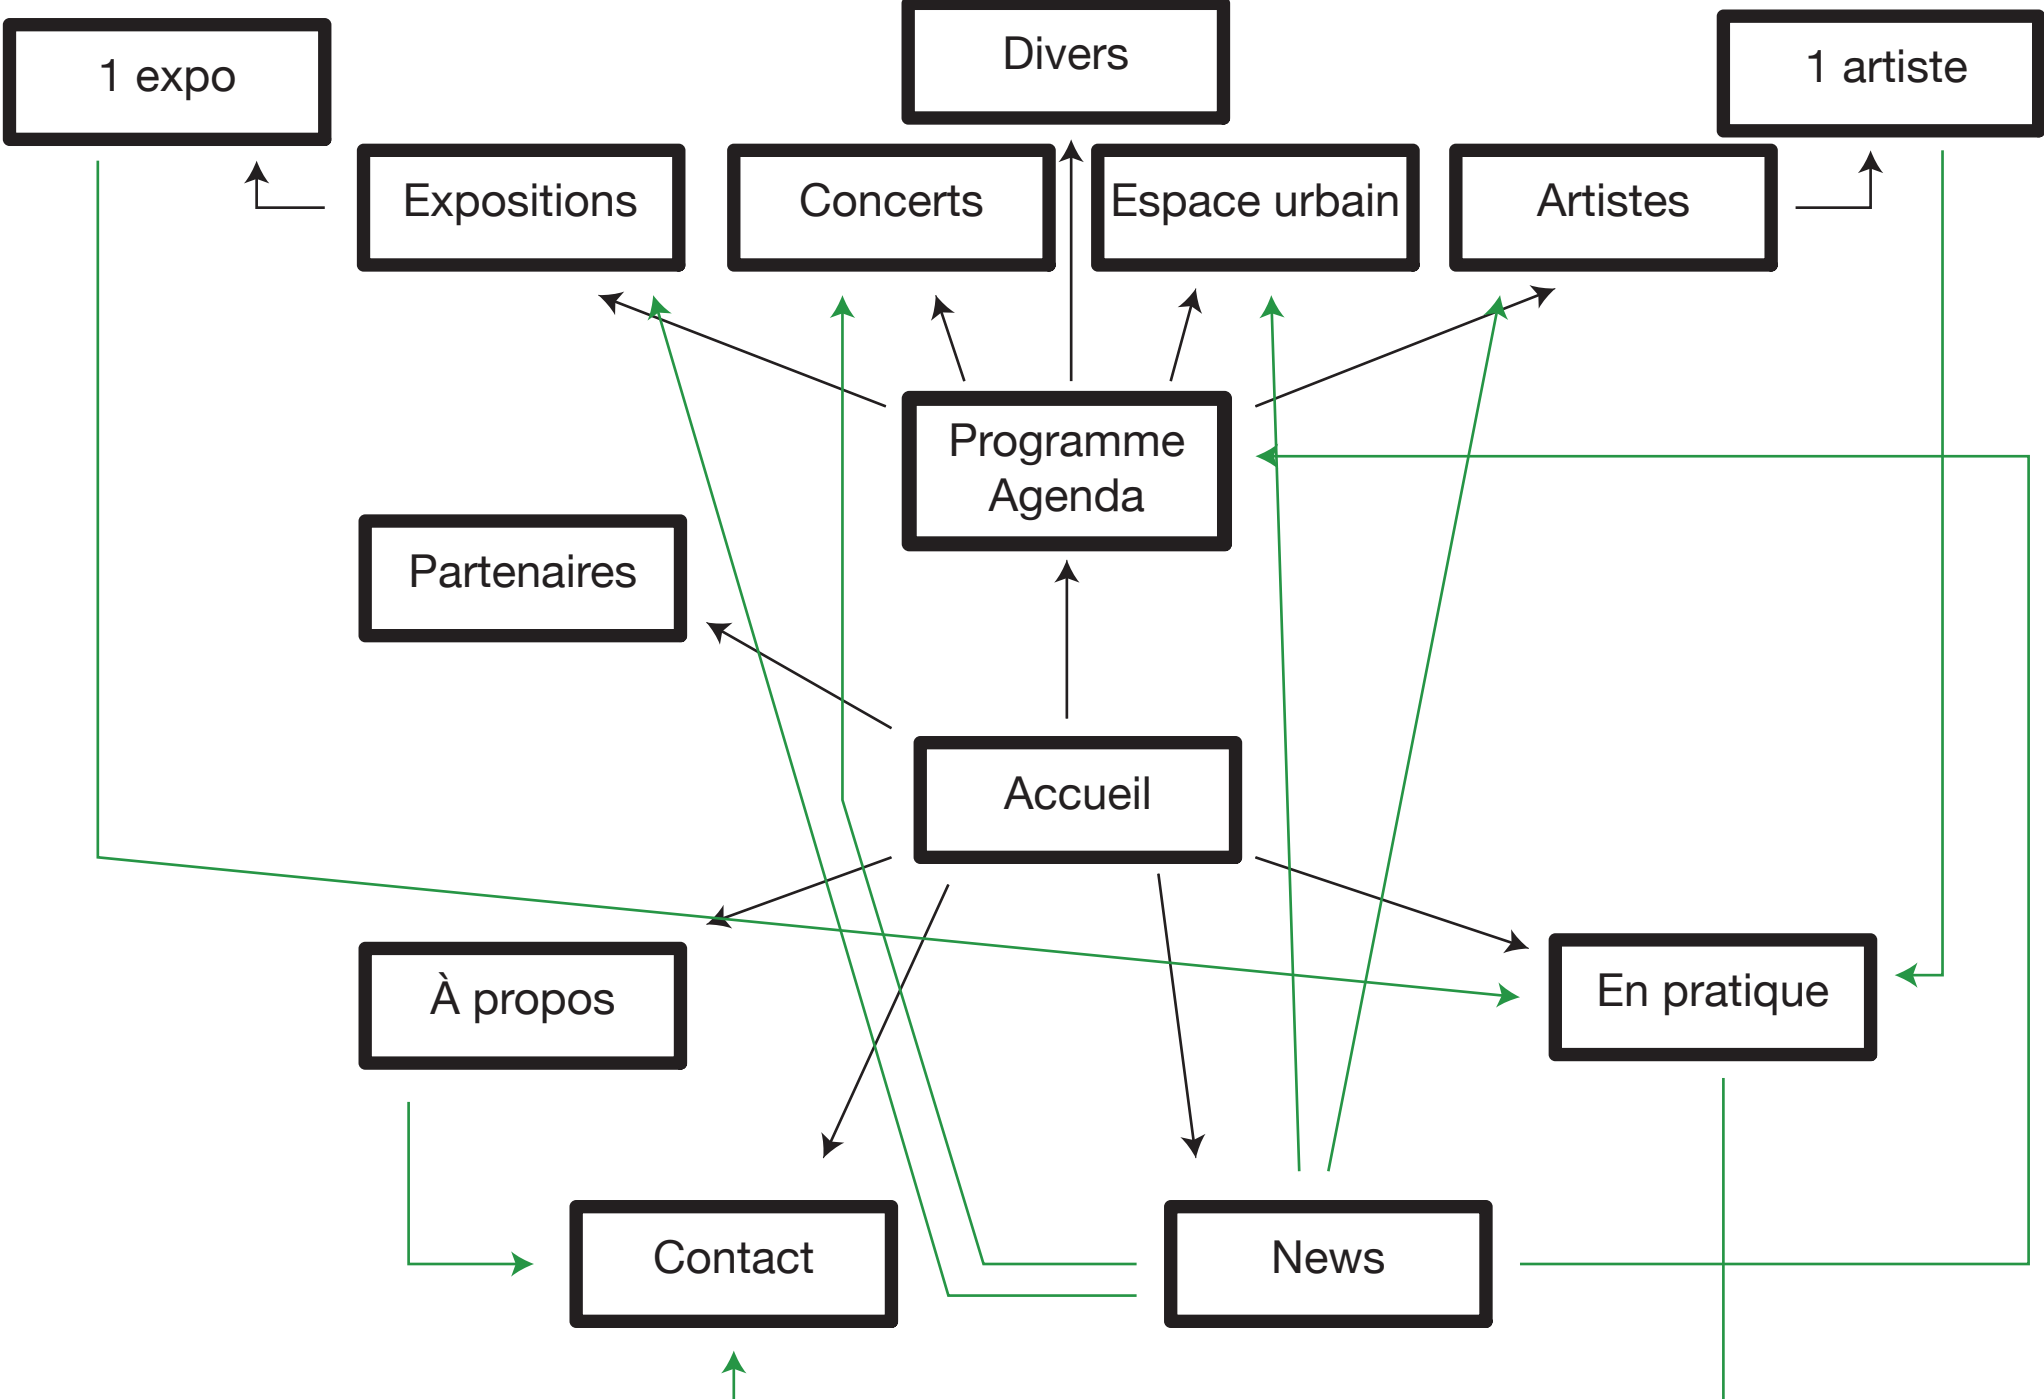 Divers
1 expo
1 artiste
Expositions
Concerts
Espace urbain
Artistes
Programme
Agenda
Partenaires
Accueil
À propos
En pratique
Contact
News